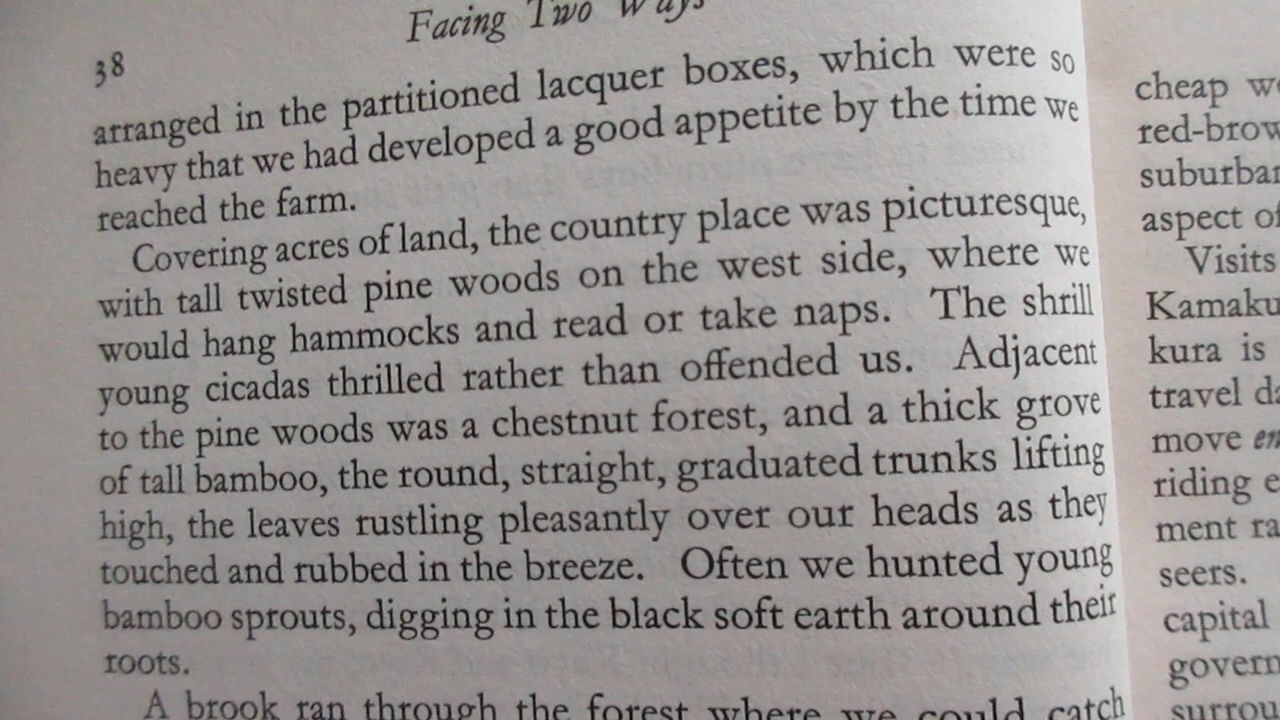 Facing Two Ways
38
arranged in the partitioned lacquer boxes, which were so
heavy that we had developed a good appetite by the time we
reached the farm.
Covering acres of land, the country place was picturesque,
with tall twisted pine woods on the west side, where we
would hang hammocks and read or take naps. The shrill
young cicadas thrilled rather than offended us. Adjacent
to the pine woods was a chestnut forest, and a thick grove
of tall bamboo, the round, straight, graduated trunks lifting
high, the leaves rustling pleasantly over our heads as they
touched and rubbed in the breeze. Often we hunted young
bamboo sprouts, digging in the black soft earth around their
roots.
A brook ran through the forest where we could catch
cheap
red-brow
suburban
aspect of
Visits
Kamaku
kura is
travel
move
riding
ment
seers.
capital
govern
surrou